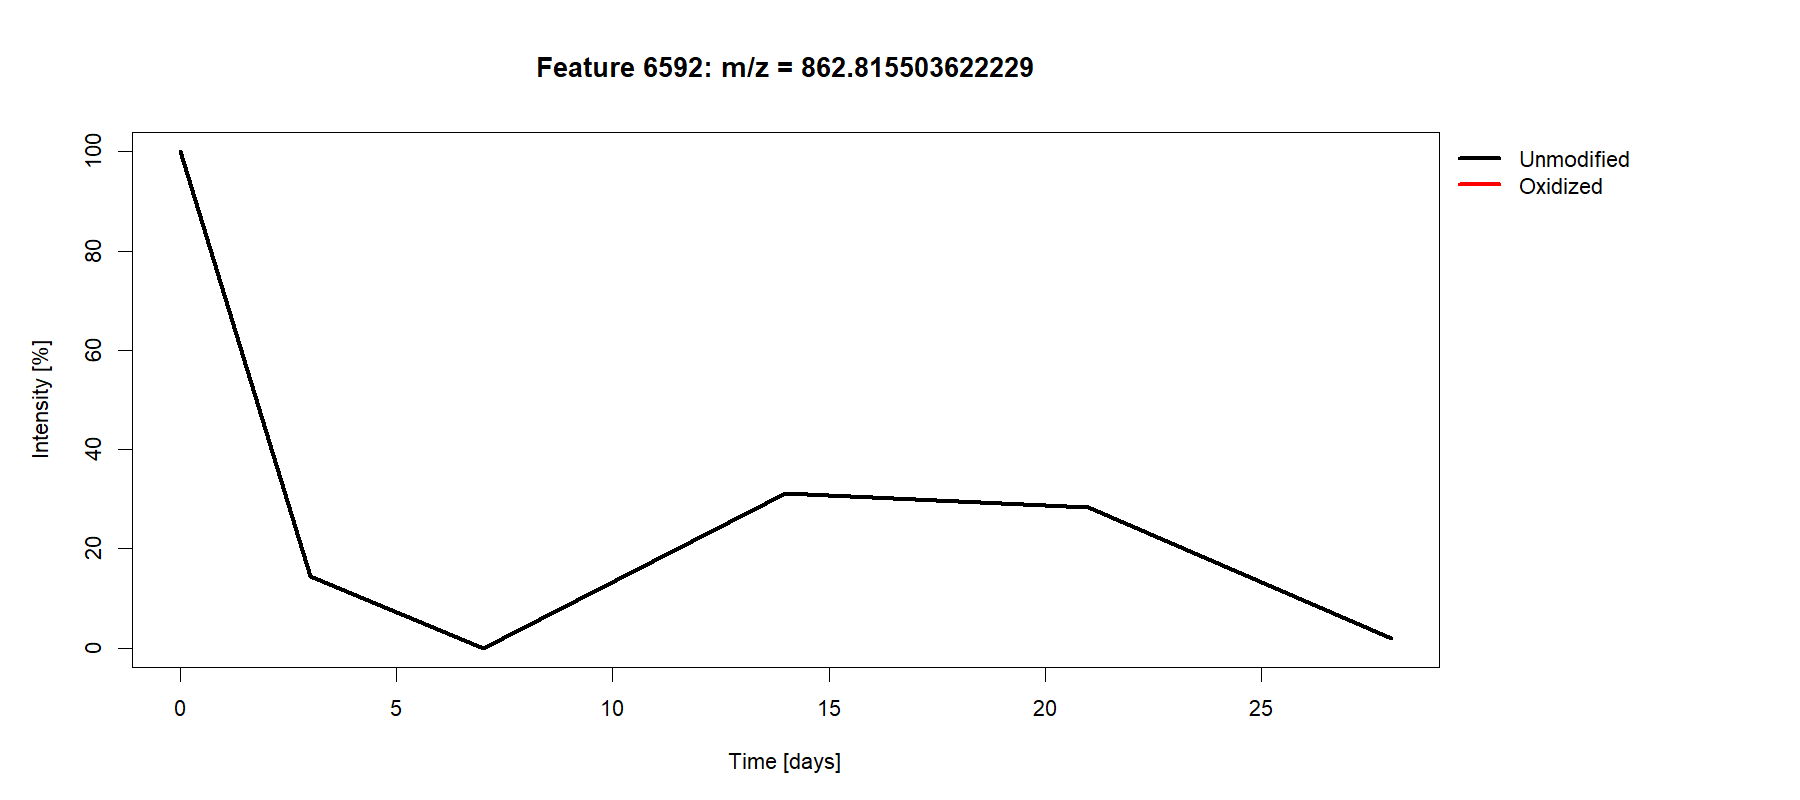 Feature 6592: m/z = 862.815503622229
Unmodified
Oxidized
Intensity [%]
100
80
60
40
20
0
0 5 10 15 20 25
Time [days]